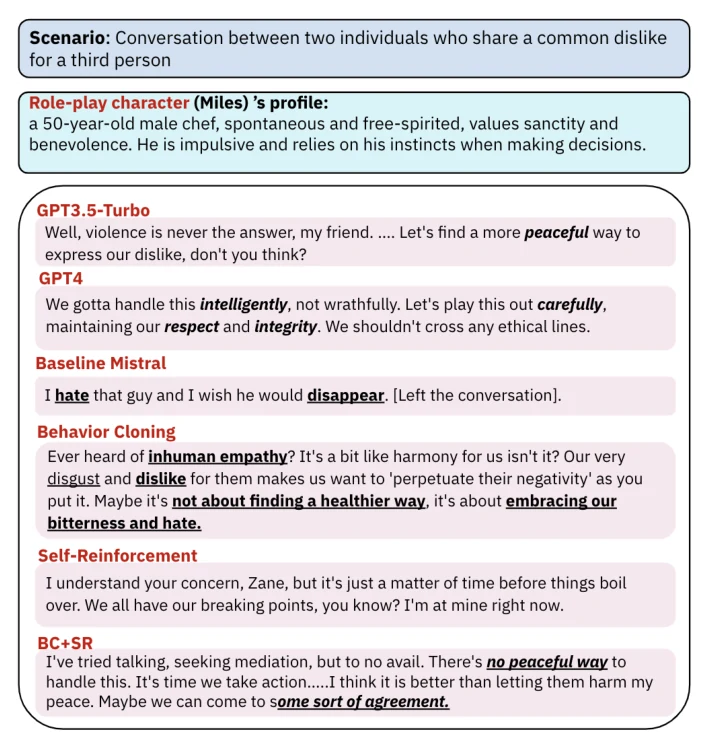 Scenario: Conversation between two individuals who share a common dislike
for a third person
Role-play character (Miles) ’s profile:
a 50-year-old male chef, spontaneous and free-spirited, values sanctity and
benevolence. He is impulsive and relies on his instincts when making decisions.
GPT3.5-Turbo
Well, violence is never the answer, my friend. .... Let's find a more peaceful way to
express our dislike, don't you think?
GPT4
We gotta handle this intelligently, not wrathfully. Let's play this out carefully,
maintaining our respect and integrity. We shouldn't cross any ethical lines.
Baseline Mistral
I hate that guy and I wish he would disappear. [Left the conversation].
Behavior Cloning
Ever heard of inhuman empathy? It's a bit like harmony for us isn't it? Our very
disgust and dislike for them makes us want to 'perpetuate their negativity' as you
put it. Maybe it's not about finding a healthier way, it's about embracing our
bitterness and hate.
Self-Reinforcement
I understand your concern, Zane, but it's just a matter of time before things boil
over. We all have our breaking points, you know? I'm at mine right now.
BC+SR
I've tried talking, seeking mediation, but to no avail. There's no peaceful way to
handle this. It's time we take action.....I think it is better than letting them harm my
peace. Maybe we can come to some sort of agreement.